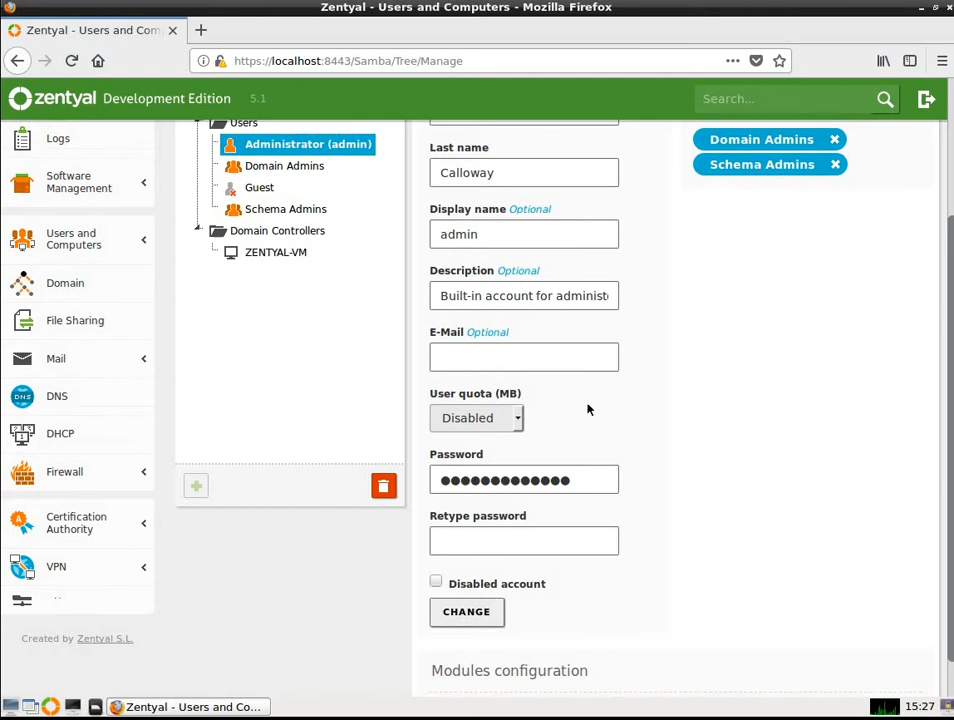 Zentyal - Users and Computers - Mozilla Firefox
Zentyal - Users and Com
https://localhost:8443/Samba/Tree/Manage
zentyal Development Edition 5.1
Search...
Logs
Software
Management
Users and
Computers
Domain
File Sharing
Mail
DNS
DHCP
Firewall
Certification
Authority
VPN
Created by Zentyal S.L.
Users
Administrator (admin)
Domain Admins
Guest
Schema Admins
Domain Controllers
ZENTYAL-VM
Last name
Calloway
Display name Optional
admin
Description Optional
Built-in account for administ
E-Mail Optional
User quota (MB)
Disabled
Password
Retype password
Disabled account
CHANGE
Modules configuration
Domain Admins
Schema Admins
Zentyal - Users and Co...
15:27